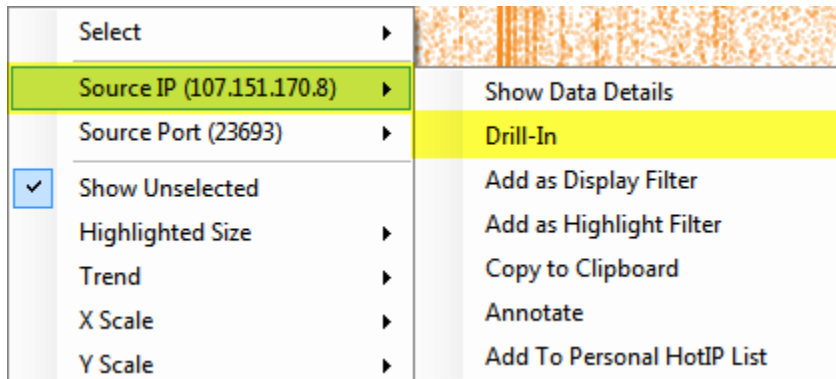 Select
Source IP (107.151.170.8)
Source Port (23693)
Show Unselected
Highlighted Size
Trend
X Scale
Y Scale
Show Data Details
Drill-In
Add as Display Filter
Add as Highlight Filter
Copy to Clipboard
Annotate
Add To Personal HotIP List